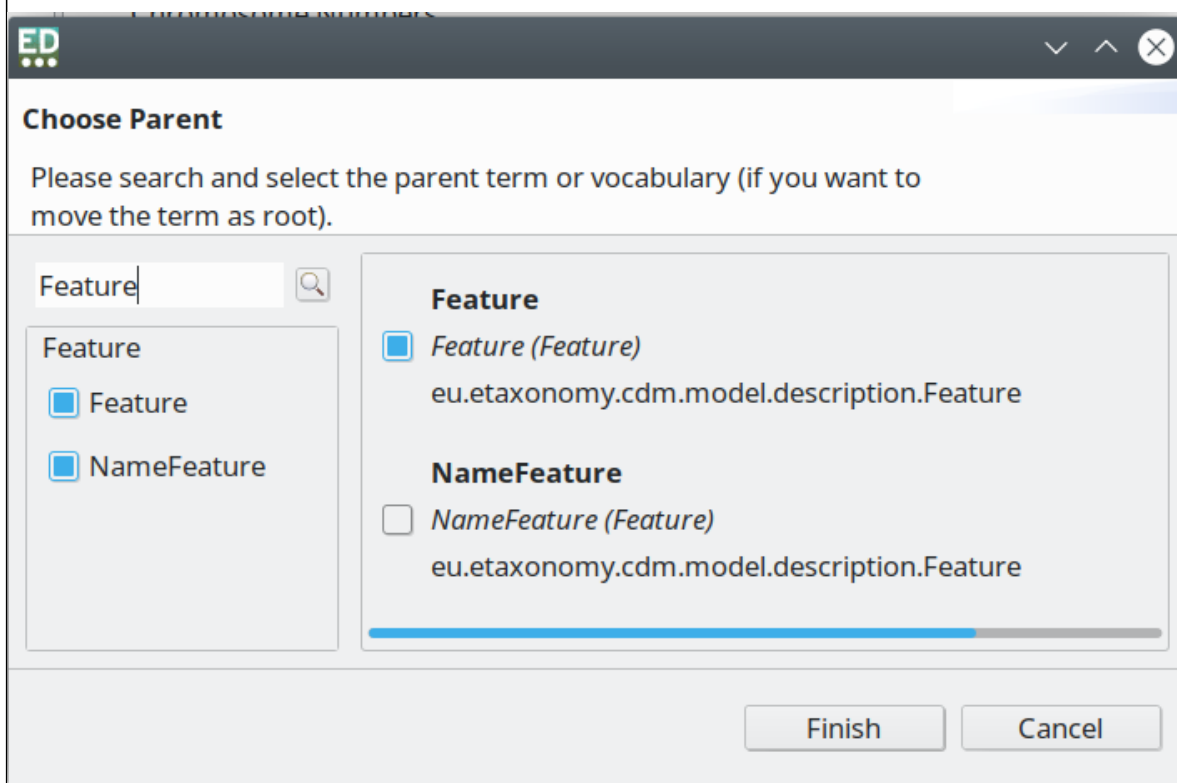 Chromosome Numbers
ED
Choose Parent
Please search and select the parent term or vocabulary (if you want to
move the term as root).
Feature
Feature
Feature
NameFeature
Feature
Feature (Feature)
eu.etaxonomy.cdm.model.description.Feature
NameFeature
NameFeature (Feature)
eu.etaxonomy.cdm.model.description.Feature
Finish
Cancel